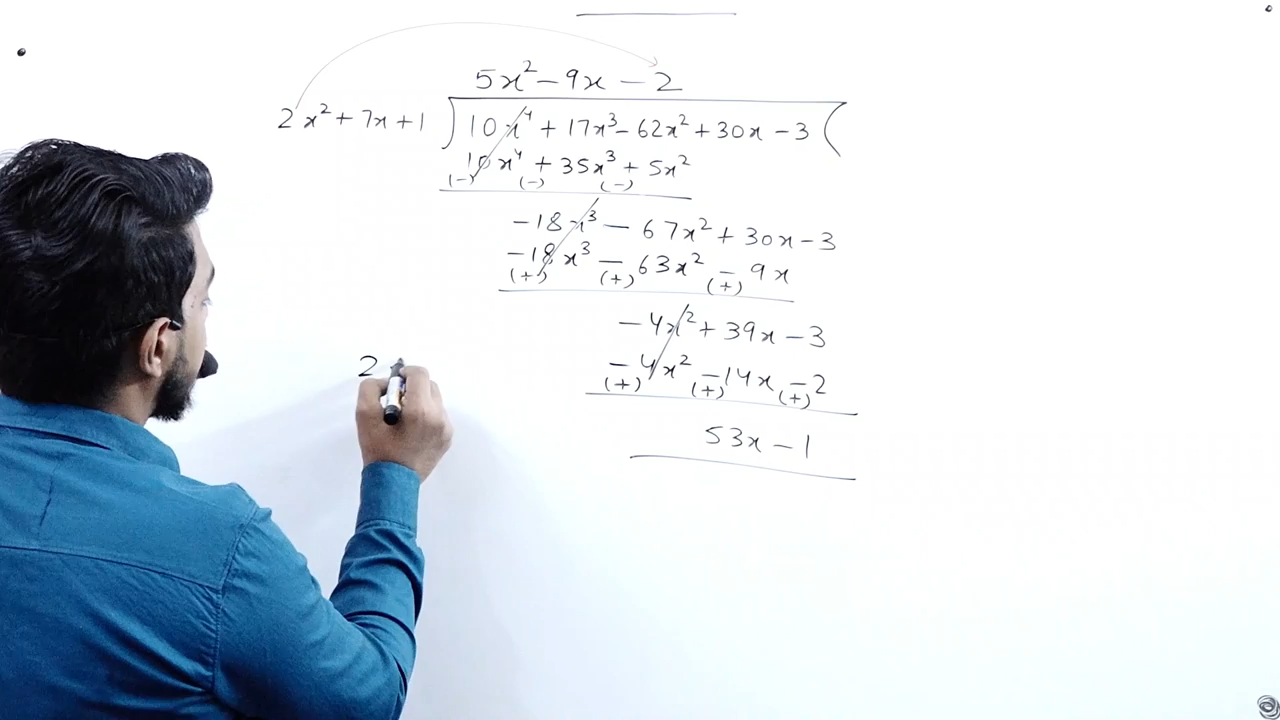 5x² - 9x - 2
2x² + 7x + 1 ) 10x⁴ + 17x³ - 62x² + 30x - 3 (
10x⁴ + 35x³ + 5x²
(-) (-) (-)
-18x³ - 67x² + 30x - 3
-18x³ - 63x² - 9x
(+) (+) (+)
-4x² + 39x - 3
-4x² - 14x - 2
(+) (+) (+)
2
53x - 1